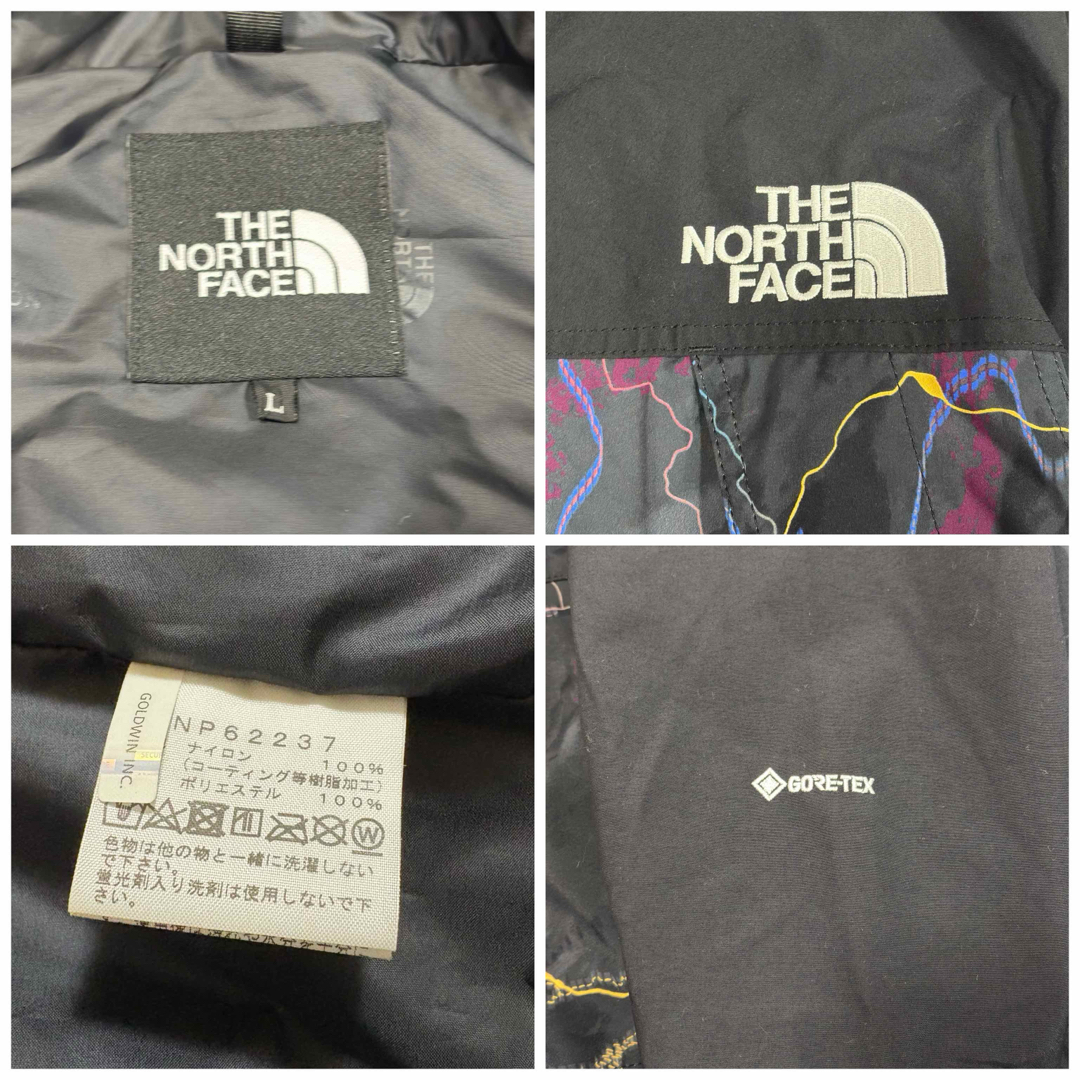 THE
NORTH
FACE
L
THE
NORTH
FACE
GOLDWIN INC.
NP62237
ナイロン 100%
(コーティング等樹脂加工)
ポリエステル 100%
W
色物は他の物と一緒に洗濯しない
で下さい。
蛍光剤入り洗剤は使用しないで下
さい。
GORE-TEX